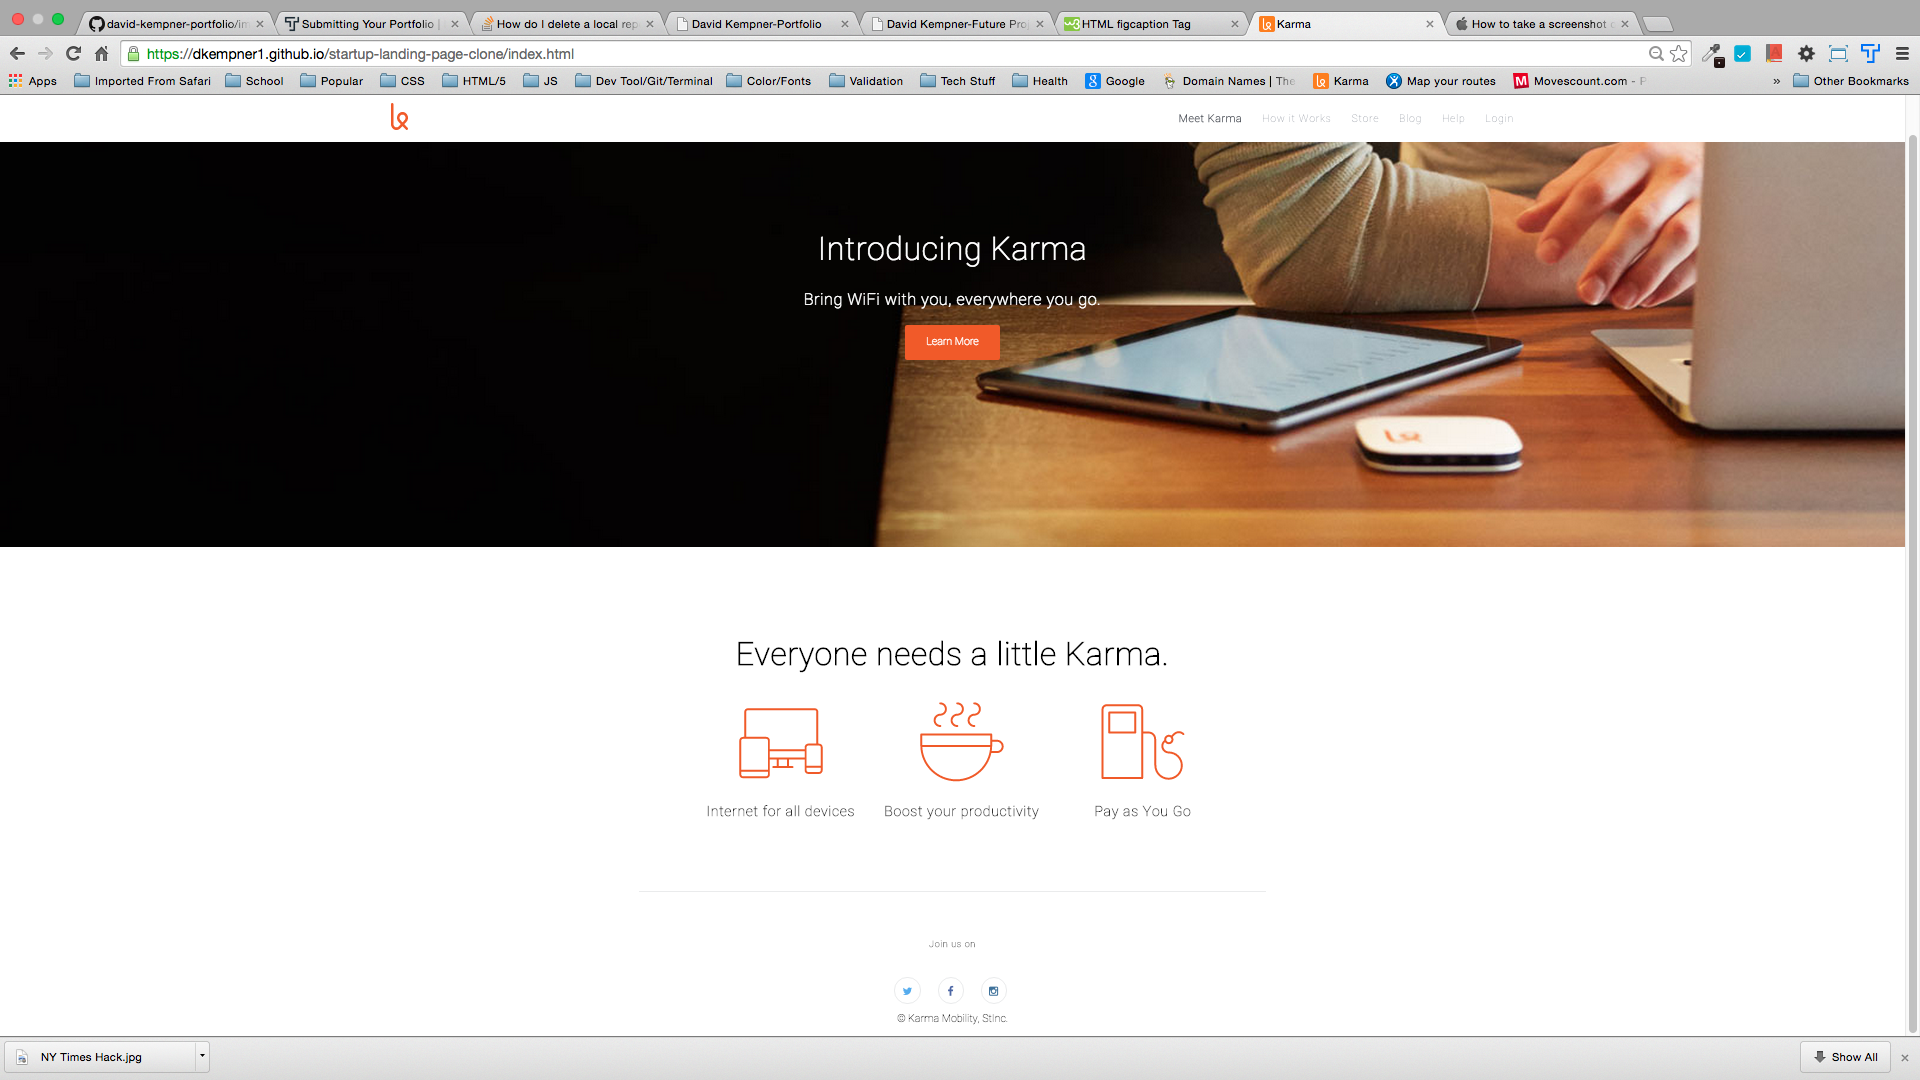 david-kempner-portfolio/im
Submitting Your Portfolio |
How do I delete a local rep
David Kempner-Portfolio
David Kempner-Future Pro
HTML figcaption Tag
Karma
How to take a screenshot o
https://dkempner1.github.io/startup-landing-page-clone/index.html
Apps
Imported From Safari
School
Popular
CSS
HTML/5
JS
Dev Tool/Git/Terminal
Color/Fonts
Validation
Tech Stuff
Health
Google
Domain Names | The
Karma
Map your routes
Movescount.com - P
»
Other Bookmarks
Meet Karma
How it Works
Store
Blog
Help
Login
Introducing Karma
Bring WiFi with you, everywhere you go.
Learn More
Everyone needs a little Karma.
Internet for all devices
Boost your productivity
Pay as You Go
Join us on
© Karma Mobility, StInc.
NY Times Hack.jpg
Show All